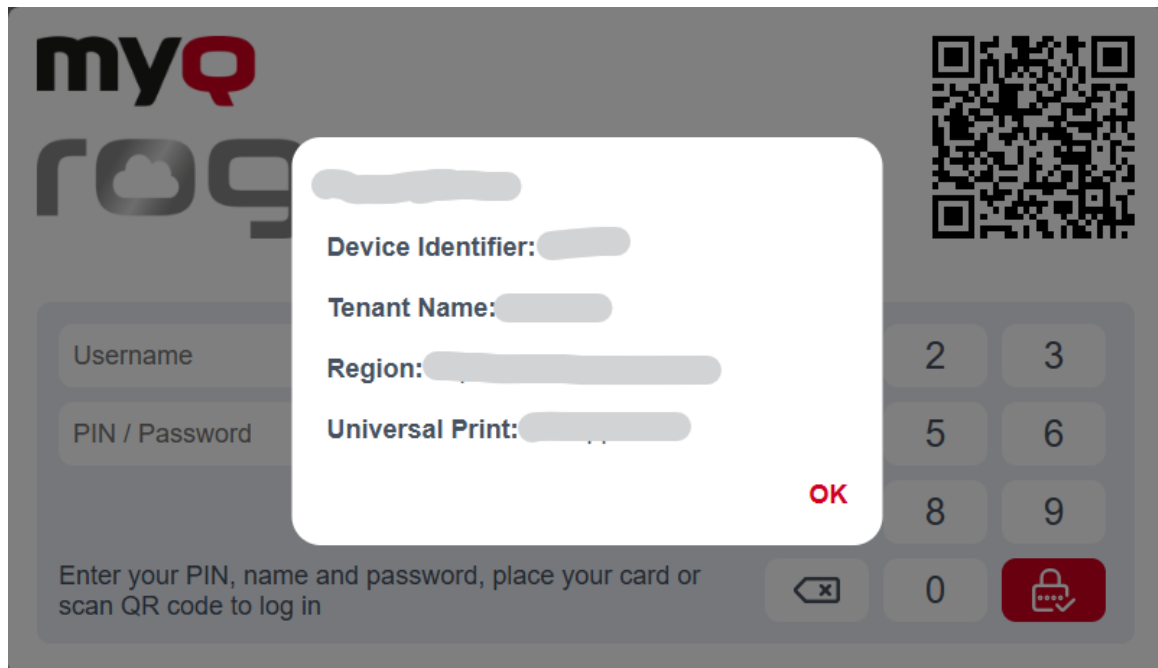 myQ
rog
Device Identifier:
Tenant Name:
Username
2
3
Region:
PIN / Password
Universal Print:
5
6
OK
8
9
Enter your PIN, name and password, place your card or
scan QR code to log in
0